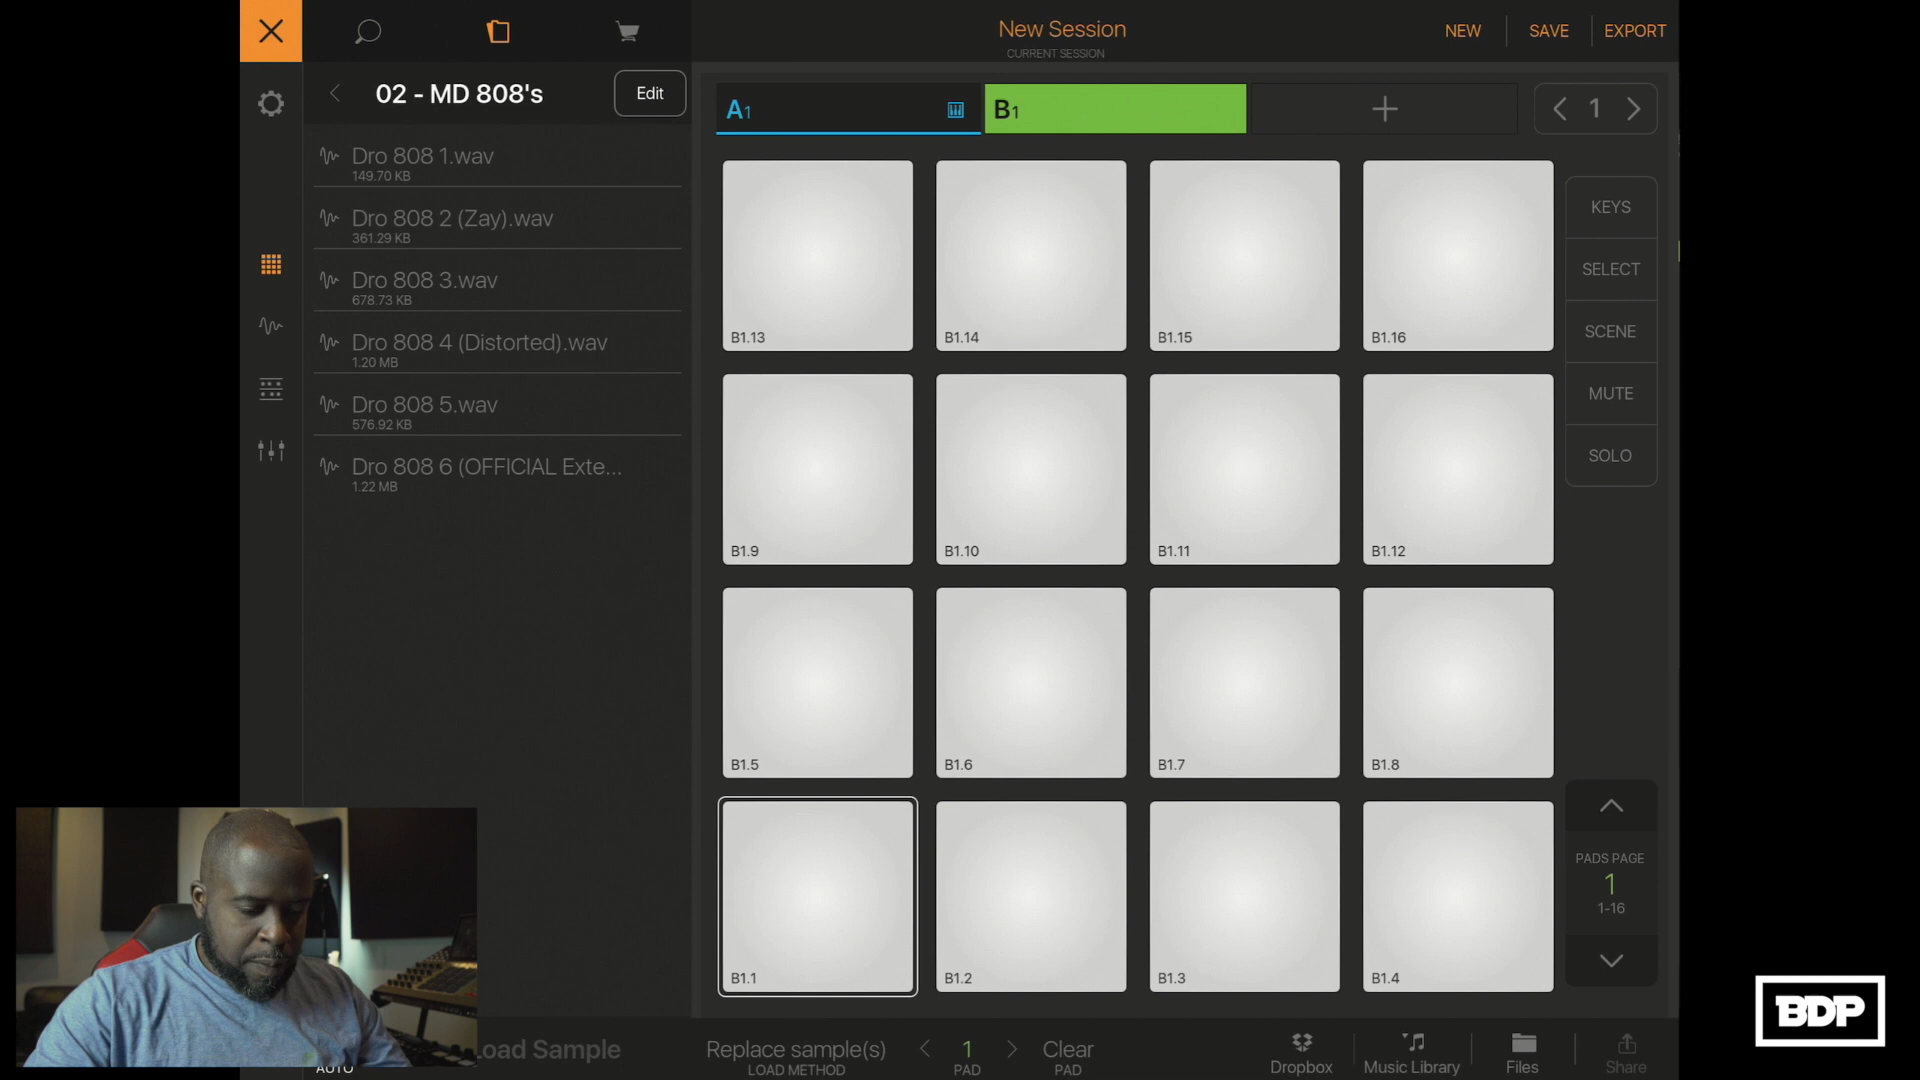 New Session
CURRENT SESSION
NEW
SAVE
EXPORT
02 - MD 808's
Edit
A1
B1
1
Dro 808 1.wav
149.70 KB
Dro 808 2 (Zay).wav
361.29 KB
Dro 808 3.wav
678.73 KB
Dro 808 4 (Distorted).wav
1.20 MB
Dro 808 5.wav
576.92 KB
Dro 808 6 (OFFICIAL Exte...
1.22 MB
B1.13
B1.14
B1.15
B1.16
B1.9
B1.10
B1.11
B1.12
B1.5
B1.6
B1.7
B1.8
B1.1
B1.2
B1.3
B1.4
KEYS
SELECT
SCENE
MUTE
SOLO
PADS PAGE
1
1-16
oad Sample
AUTO
Replace sample(s)
LOAD METHOD
1
PAD
Clear
PAD
Dropbox
Music Library
Files
Share
BDP